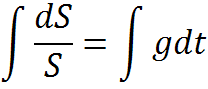 ∫ dS/S = ∫ gdt